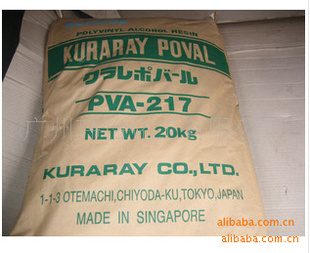 POLYVINYL ALCOHOL RESIN
KURARAY POVAL
クラレポバール
PVA-217
NET WT. 20kg
KURARAY CO.,LTD.
1-1-3 OTEMACHI,CHIYODA-KU,TOKYO,JAPAN
MADE IN SINGAPORE
alibaba.com.cn
alibaba.com.cn